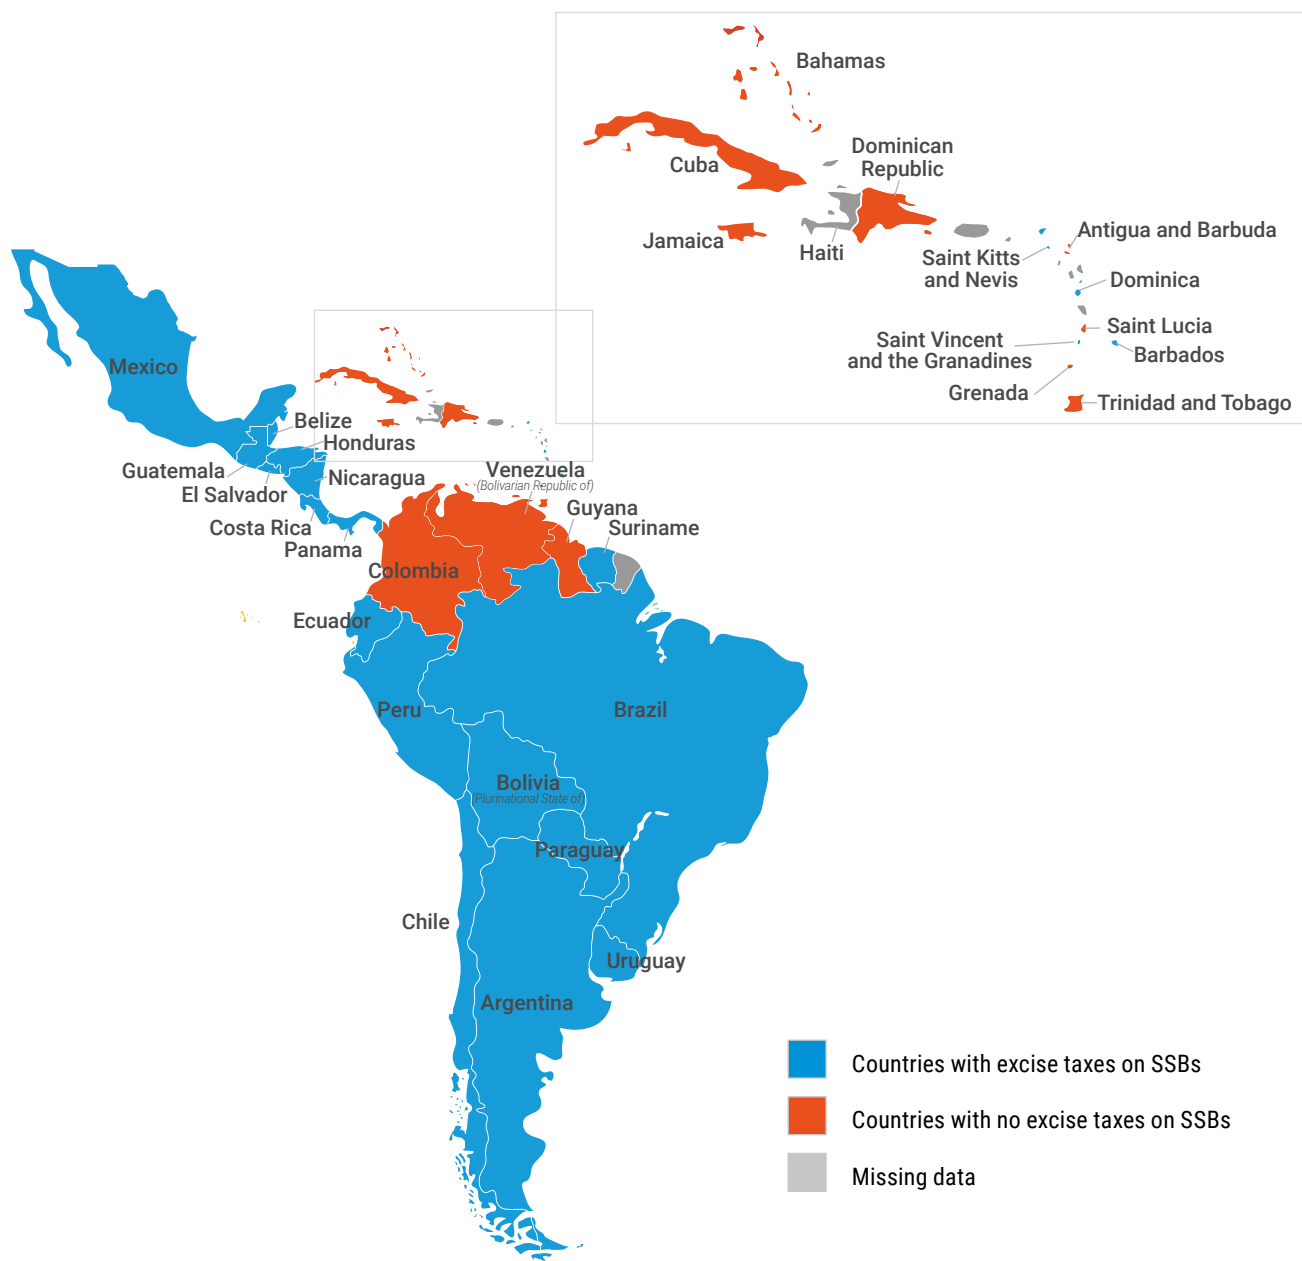 Bahamas
Dominican
Republic
Cuba
Jamaica
Haiti
Antigua and Barbuda
Saint Kitts
and Nevis
Dominica
Saint Lucia
Saint Vincent
and the Granadines
Barbados
Grenada
Trinidad and Tobago
Mexico
Belize
Honduras
Guatemala
Nicaragua
El Salvador
Costa Rica
Panama
Venezuela
(Bolivarian Republic of)
Guyana
Suriname
Colombia
Ecuador
Peru
Brazil
Bolivia
(Plurinational State of)
Paraguay
Chile
Uruguay
Argentina
Countries with excise taxes on SSBs
Countries with no excise taxes on SSBs
Missing data